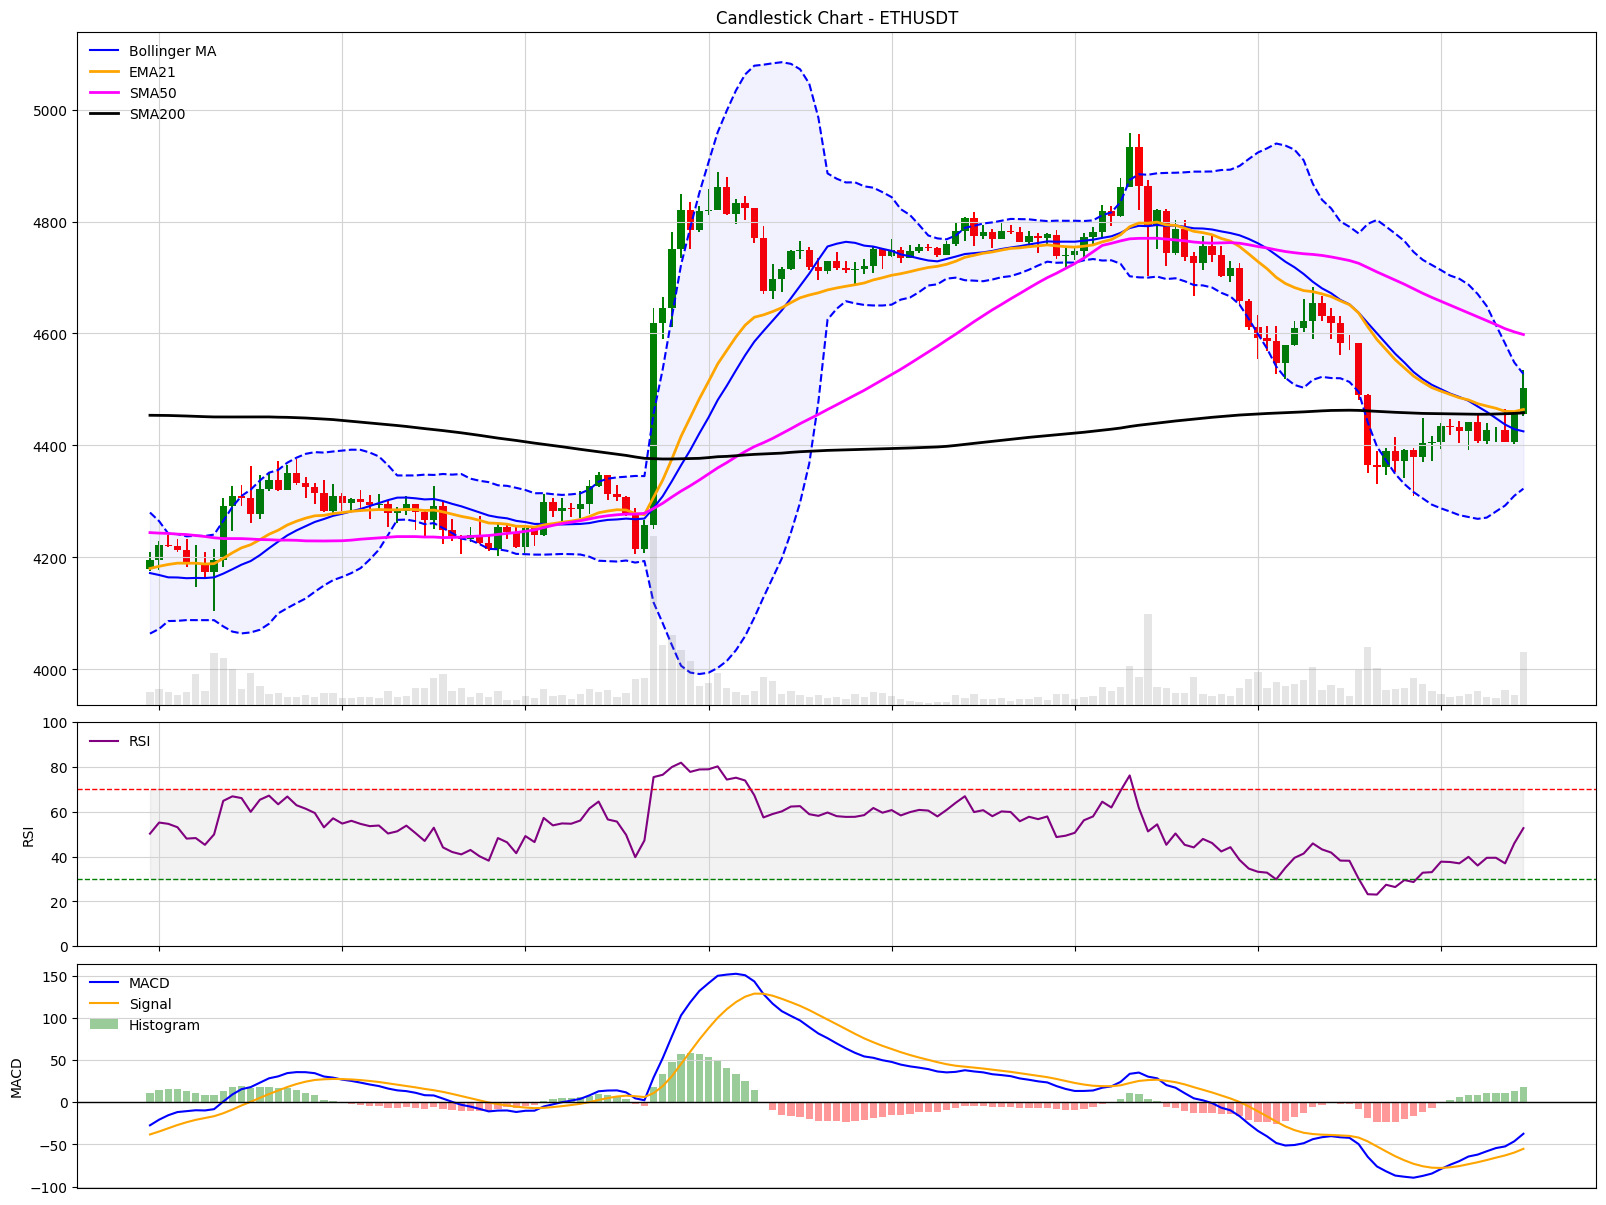 Candlestick Chart - ETHUSDT
Bollinger MA
EMA21
SMA50
SMA200
5000
4800
4600
4400
4200
4000
RSI
100
80
60
40
20
0
RSI
MACD
Signal
Histogram
150
100
50
0
−50
−100
MACD